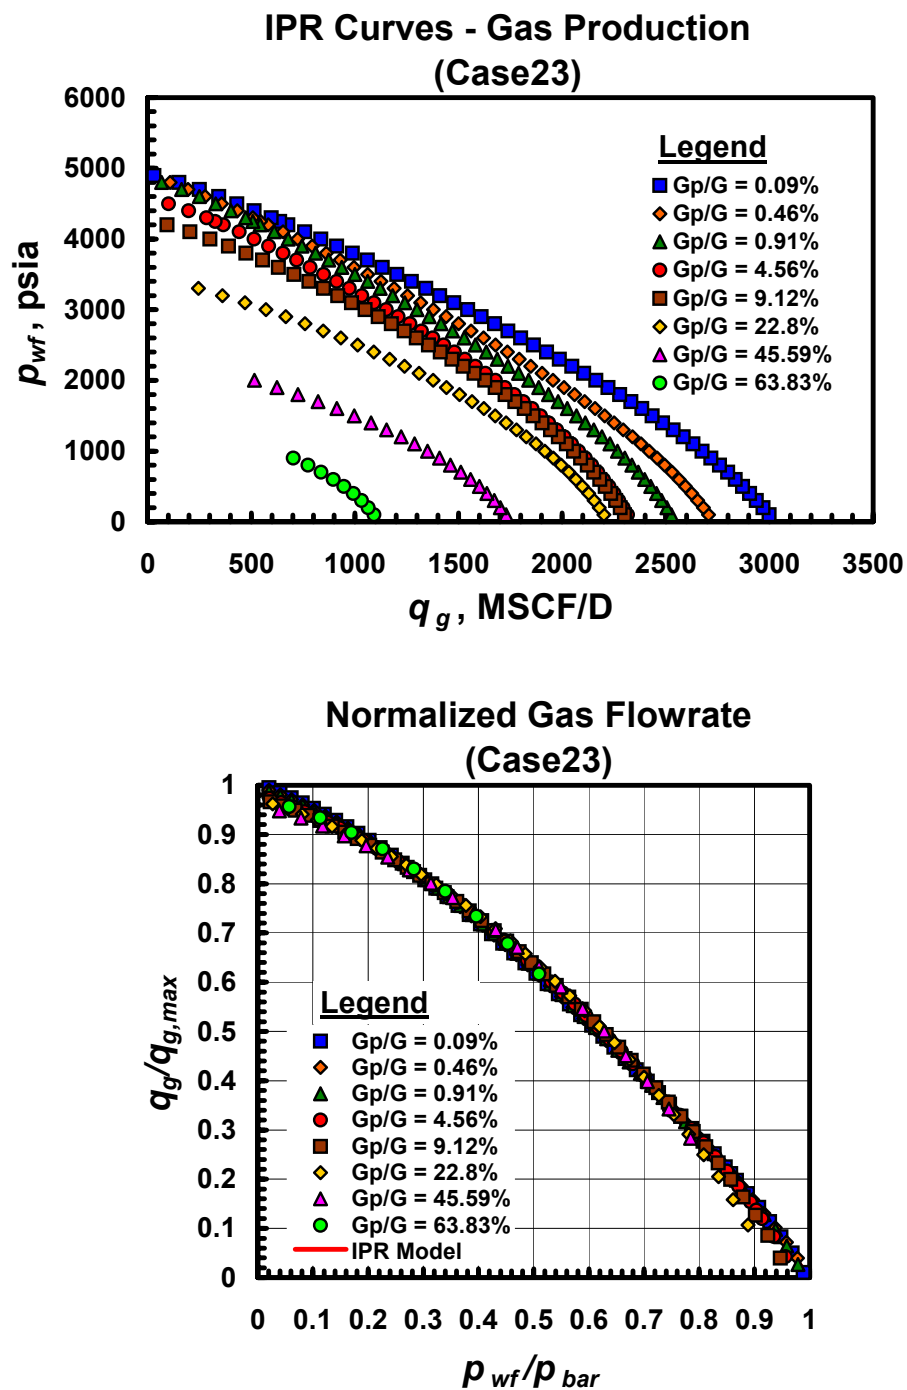 IPR Curves - Gas Production
(Case23)
6000
5000
4000
3000
2000
1000
0
p wf, psia
Legend
Gp/G = 0.09%
Gp/G = 0.46%
Gp/G = 0.91%
Gp/G = 4.56%
Gp/G = 9.12%
Gp/G = 22.8%
Gp/G = 45.59%
Gp/G = 63.83%
0 500 1000 1500 2000 2500 3000 3500
q g , MSCF/D
Normalized Gas Flowrate
(Case23)
1
0.9
0.8
0.7
0.6
0.5
0.4
0.3
0.2
0.1
0
q g/q g,max
Legend
Gp/G = 0.09%
Gp/G = 0.46%
Gp/G = 0.91%
Gp/G = 4.56%
Gp/G = 9.12%
Gp/G = 22.8%
Gp/G = 45.59%
Gp/G = 63.83%
IPR Model
0 0.1 0.2 0.3 0.4 0.5 0.6 0.7 0.8 0.9 1
p wf /p bar